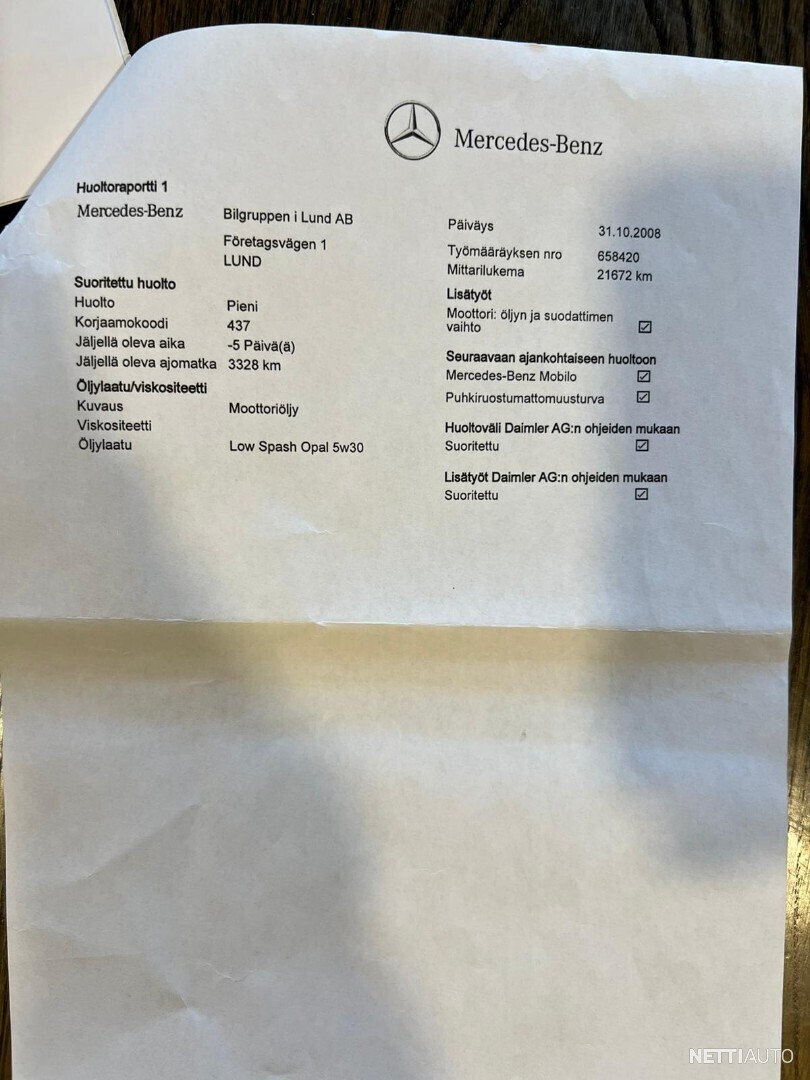 Mercedes-Benz
Huoltoraportti 1
Mercedes-Benz Bilgruppen i Lund AB
Företagsvägen 1
LUND
Suoritettu huolto
Huolto Pieni
Korjaamokoodi 437
Jäljellä oleva aika -5 Päivä(ä)
Jäljellä oleva ajomatka 3328 km
Öljylaatu/viskositeetti
Kuvaus Moottoriöljy
Viskositeetti
Öljylaatu Low Spash Opal 5w30
Päiväys 31.10.2008
Työmääräyksen nro 658420
Mittarilukema 21672 km
Lisätyöt
Moottori: öljyn ja suodattimen
vaihto ☑
Seuraavaan ajankohtaiseen huoltoon
Mercedes-Benz Mobilo ☑
Puhkiruostumattomuusturva ☑
Huoltoväli Daimler AG:n ohjeiden mukaan
Suoritettu ☑
Lisätyöt Daimler AG:n ohjeiden mukaan
Suoritettu ☑
NETTIAUTO